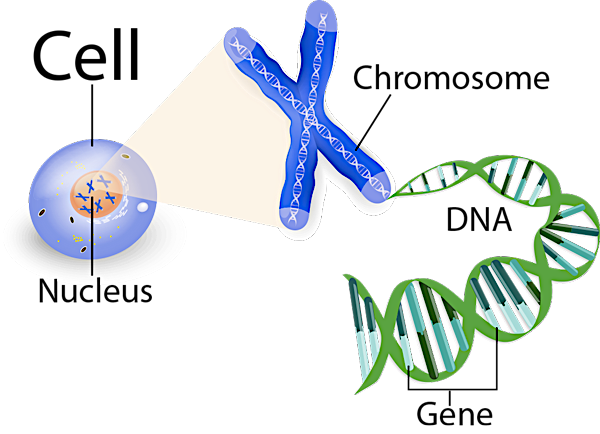 Cell
Chromosome
DNA
Nucleus
Gene